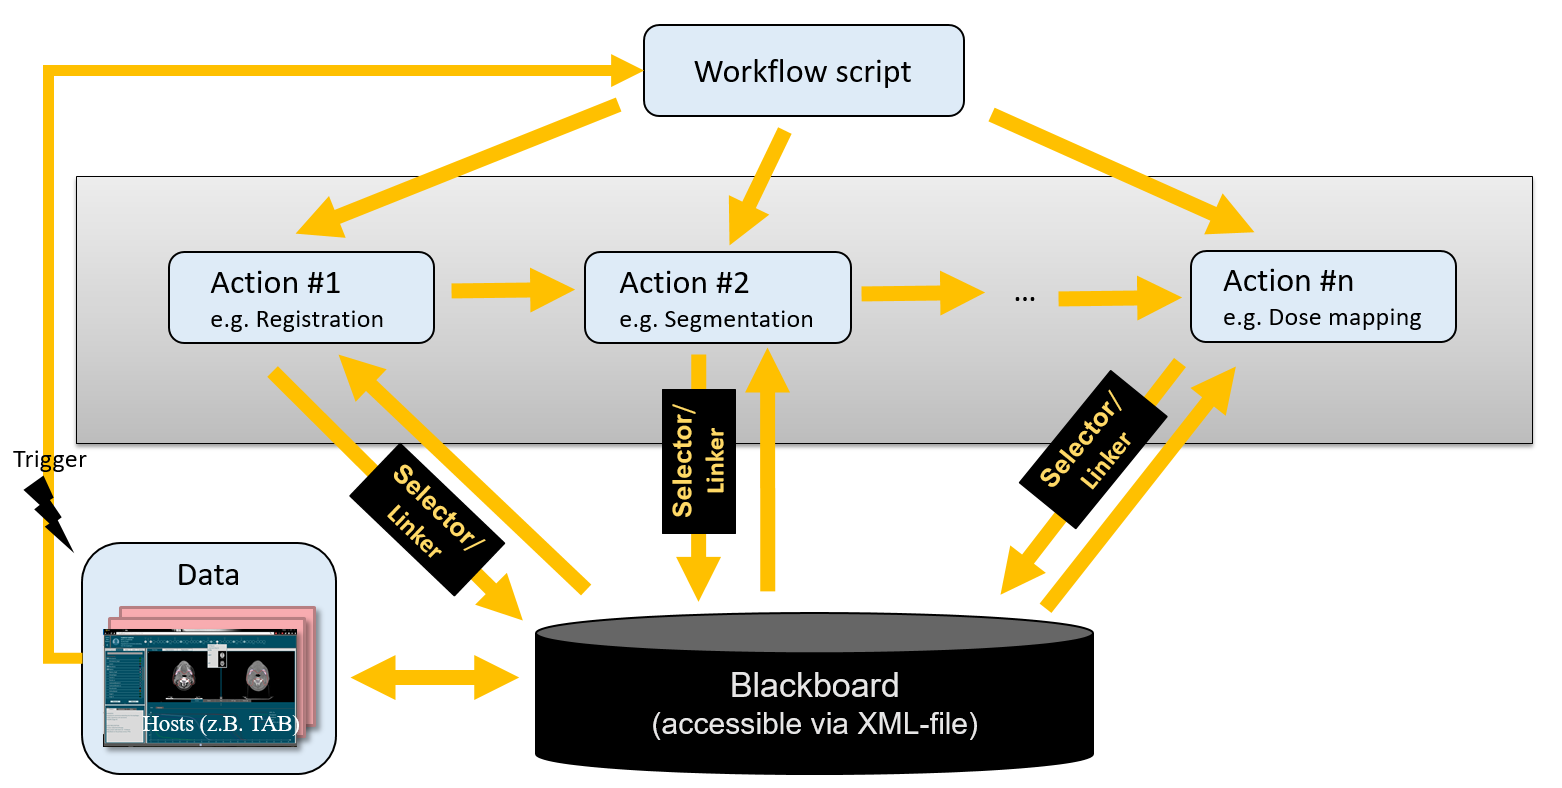 Workflow script
Action #1
e.g. Registration
Action #2
e.g. Segmentation
...
Action #n
e.g. Dose mapping
Selector/
Linker
Selector/
Linker
Selector/
Linker
Trigger
Data
Hosts (z.B. TAB)
Blackboard
(accessible via XML-file)